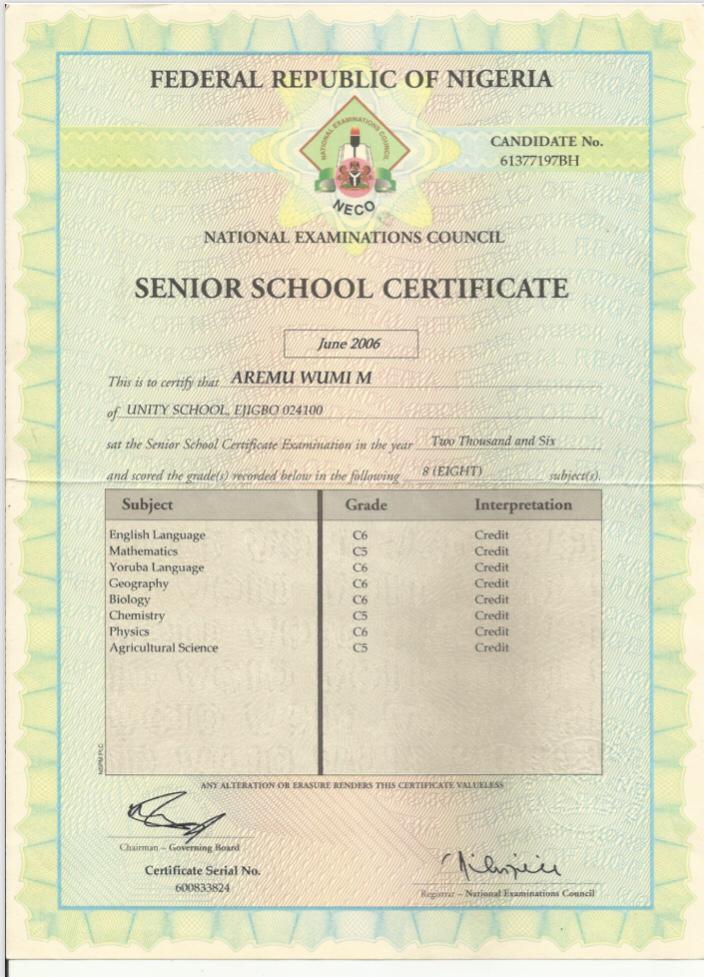 FEDERAL REPUBLIC OF NIGERIA
NATIONAL EXAMINATIONS COUNCIL
NECO
CANDIDATE No.
61377197BH
NATIONAL EXAMINATIONS COUNCIL
SENIOR SCHOOL CERTIFICATE
June 2006
This is to certify that AREMU WUMI M
of UNITY SCHOOL, EJIGBO 024100
sat the Senior School Certificate Examination in the year Two Thousand and Six
and scored the grade(s) recorded below in the following 8 (EIGHT) subject(s).
Subject Grade Interpretation
English Language C6 Credit
Mathematics C5 Credit
Yoruba Language C6 Credit
Geography C6 Credit
Biology C6 Credit
Chemistry C5 Credit
Physics C6 Credit
Agricultural Science C5 Credit
NSPM PLC
ANY ALTERATION OR ERASURE RENDERS THIS CERTIFICATE VALUELESS
Chairman – Governing Board
Certificate Serial No.
600833824
Registrar – National Examinations Council